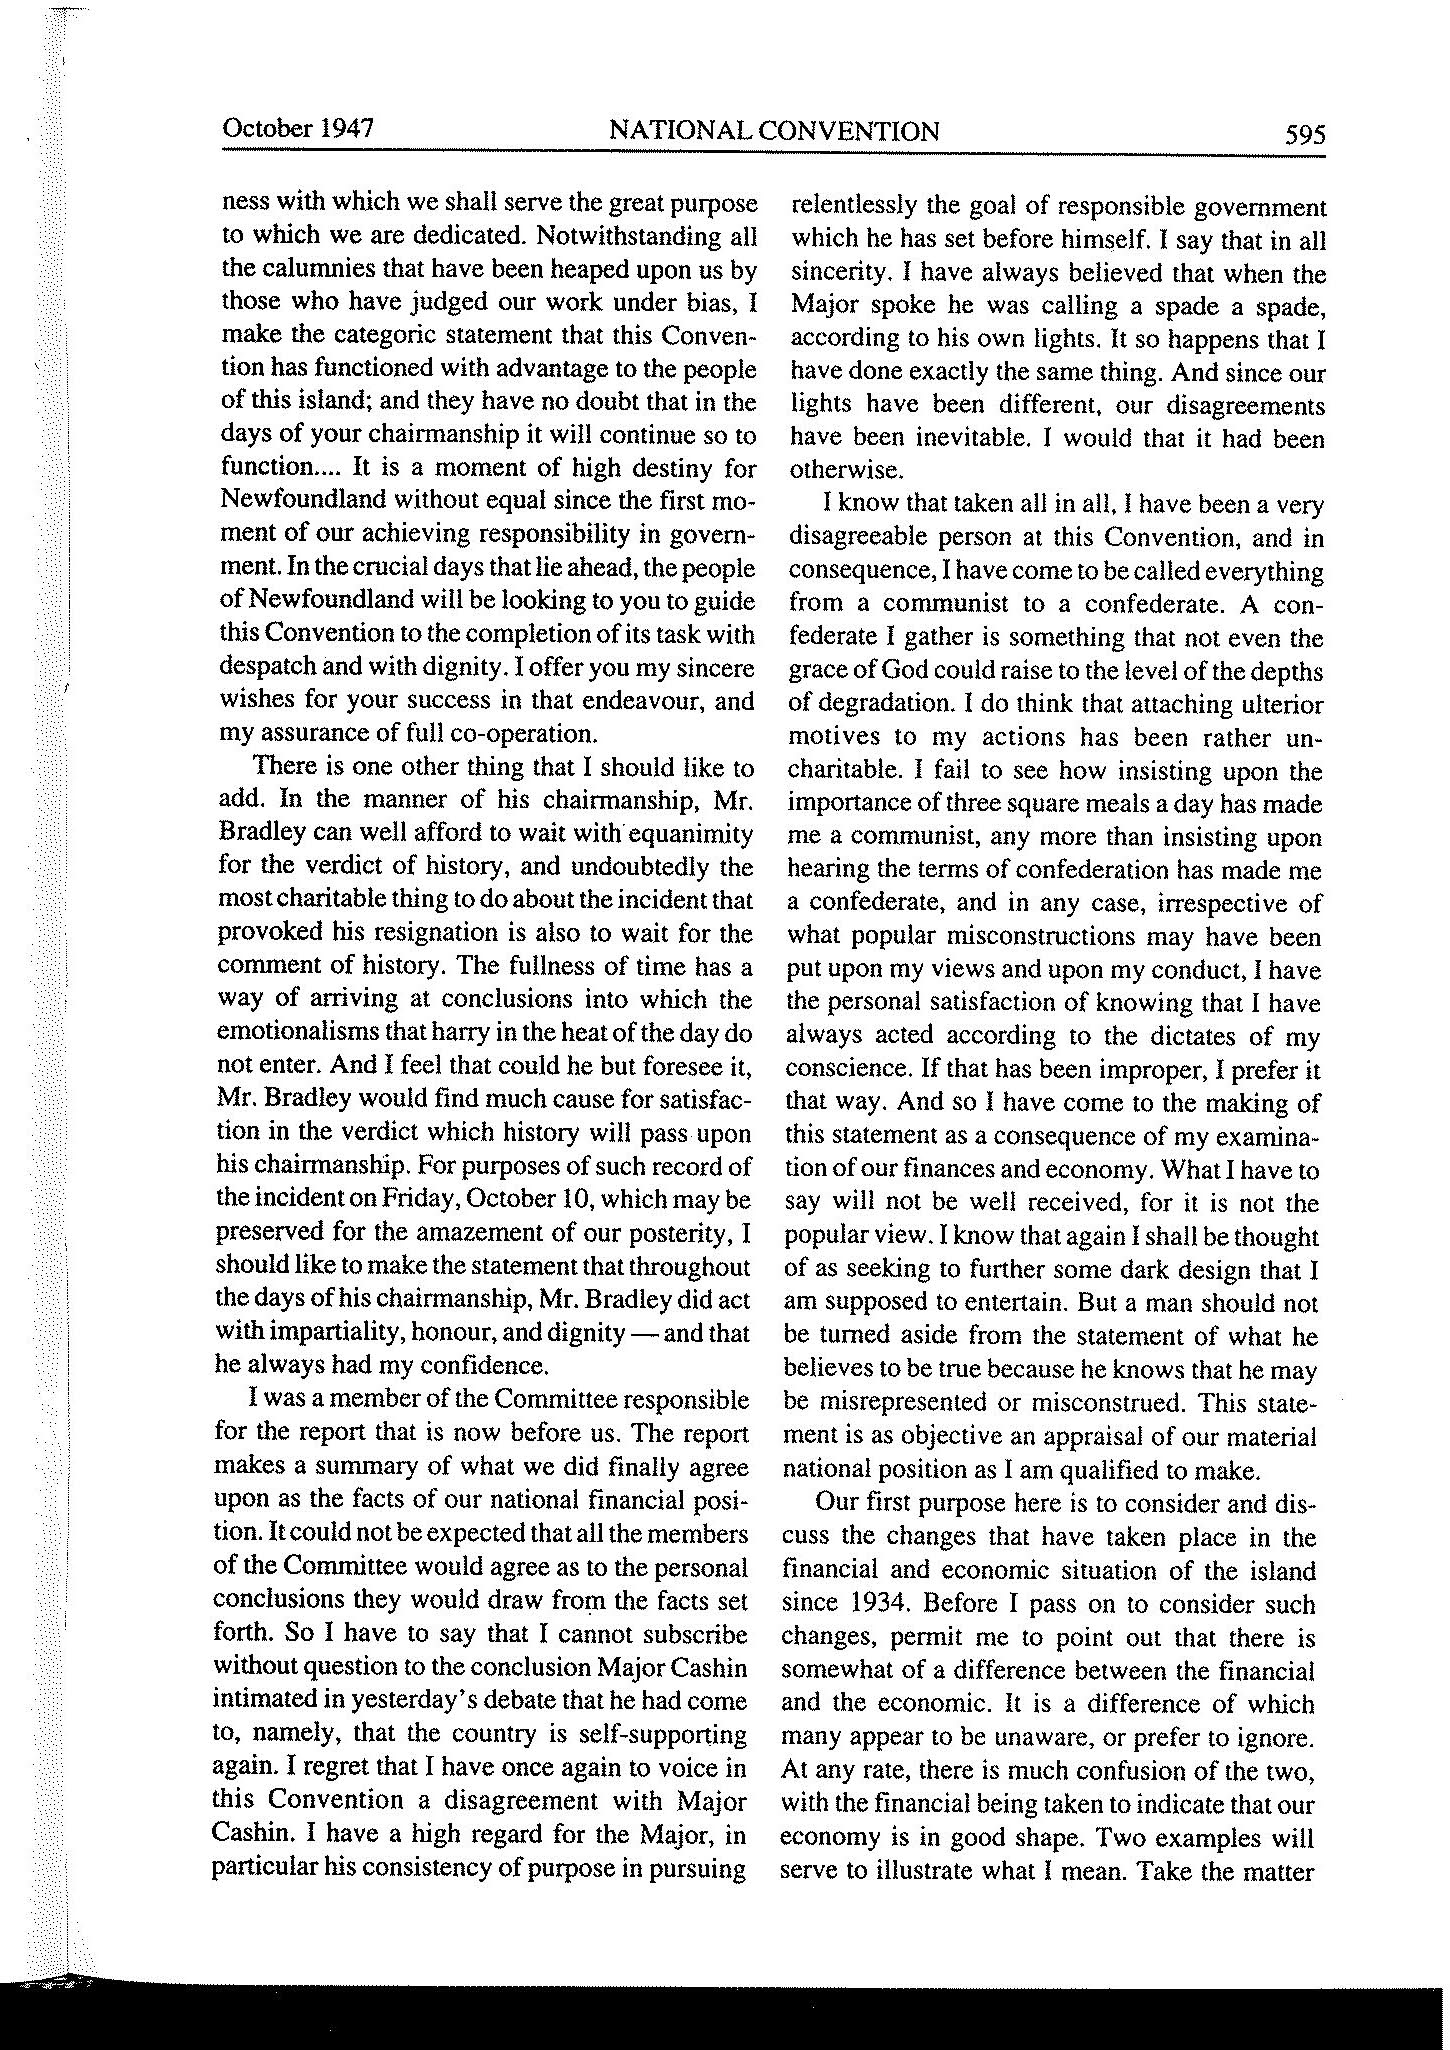 October 1947
NATIONAL CONVENTION
595
ness with which we shall serve the great purpose
to which we are dedicated. Notwithstanding all
the calumnies that have been heaped upon us by
those who have judged our work under bias, I
make the categoric statement that this Conven-
tion has functioned with advantage to the people
of this island; and they have no doubt that in the
days of your chairmanship it will continue so to
function.... It is a moment of high destiny for
Newfoundland without equal since the first mo-
ment of our achieving responsibility in govern-
ment. In the crucial days that lie ahead, the people
of Newfoundland will be looking to you to guide
this Convention to the completion of its task with
despatch and with dignity. I offer you my sincere
wishes for your success in that endeavour, and
my assurance of full co-operation.
There is one other thing that I should like to
add. In the manner of his chairmanship, Mr.
Bradley can well afford to wait with equanimity
for the verdict of history, and undoubtedly the
most charitable thing to do about the incident that
provoked his resignation is also to wait for the
comment of history. The fullness of time has a
way of arriving at conclusions into which the
emotionalisms that harry in the heat of the day do
not enter. And I feel that could he but foresee it,
Mr. Bradley would find much cause for satisfac-
tion in the verdict which history will pass upon
his chairmanship. For purposes of such record of
the incident on Friday, October 10, which may be
preserved for the amazement of our posterity, I
should like to make the statement that throughout
the days of his chairmanship, Mr. Bradley did act
with impartiality, honour, and dignity — and that
he always had my confidence.
I was a member of the Committee responsible
for the report that is now before us. The report
makes a summary of what we did finally agree
upon as the facts of our national financial posi-
tion. It could not be expected that all the members
of the Committee would agree as to the personal
conclusions they would draw from the facts set
forth. So I have to say that I cannot subscribe
without question to the conclusion Major Cashin
intimated in yesterday's debate that he had come
to, namely, that the country is self-supporting
again. I regret that I have once again to voice in
this Convention a disagreement with Major
Cashin. I have a high regard for the Major, in
particular his consistency of purpose in pursuing
relentlessly the goal of responsible government
which he has set before himself. I say that in all
sincerity. I have always believed that when the
Major spoke he was calling a spade a spade,
according to his own lights. It so happens that I
have done exactly the same thing. And since our
lights have been different, our disagreements
have been inevitable. I would that it had been
otherwise.
I know that taken all in all, I have been a very
disagreeable person at this Convention, and in
consequence, I have come to be called everything
from a communist to a confederate. A con-
federate I gather is something that not even the
grace of God could raise to the level of the depths
of degradation. I do think that attaching ulterior
motives to my actions has been rather un-
charitable. I fail to see how insisting upon the
importance of three square meals a day has made
me a communist, any more than insisting upon
hearing the terms of confederation has made me
a confederate, and in any case, irrespective of
what popular misconstructions may have been
put upon my views and upon my conduct, I have
the personal satisfaction of knowing that I have
always acted according to the dictates of my
conscience. If that has been improper, I prefer it
that way. And so I have come to the making of
this statement as a consequence of my examina-
tion of our finances and economy. What I have to
say will not be well received, for it is not the
popular view. I know that again I shall be thought
of as seeking to further some dark design that I
am supposed to entertain. But a man should not
be turned aside from the statement of what he
believes to be true because he knows that he may
be misrepresented or misconstrued. This state-
ment is as objective an appraisal of our material
national position as I am qualified to make.
Our first purpose here is to consider and dis-
cuss the changes that have taken place in the
financial and economic situation of the island
since 1934. Before I pass on to consider such
changes, permit me to point out that there is
somewhat of a difference between the financial
and the economic. It is a difference of which
many appear to be unaware, or prefer to ignore.
At any rate, there is much confusion of the two,
with the financial being taken to indicate that our
economy is in good shape. Two examples will
serve to illustrate what I mean. Take the matter